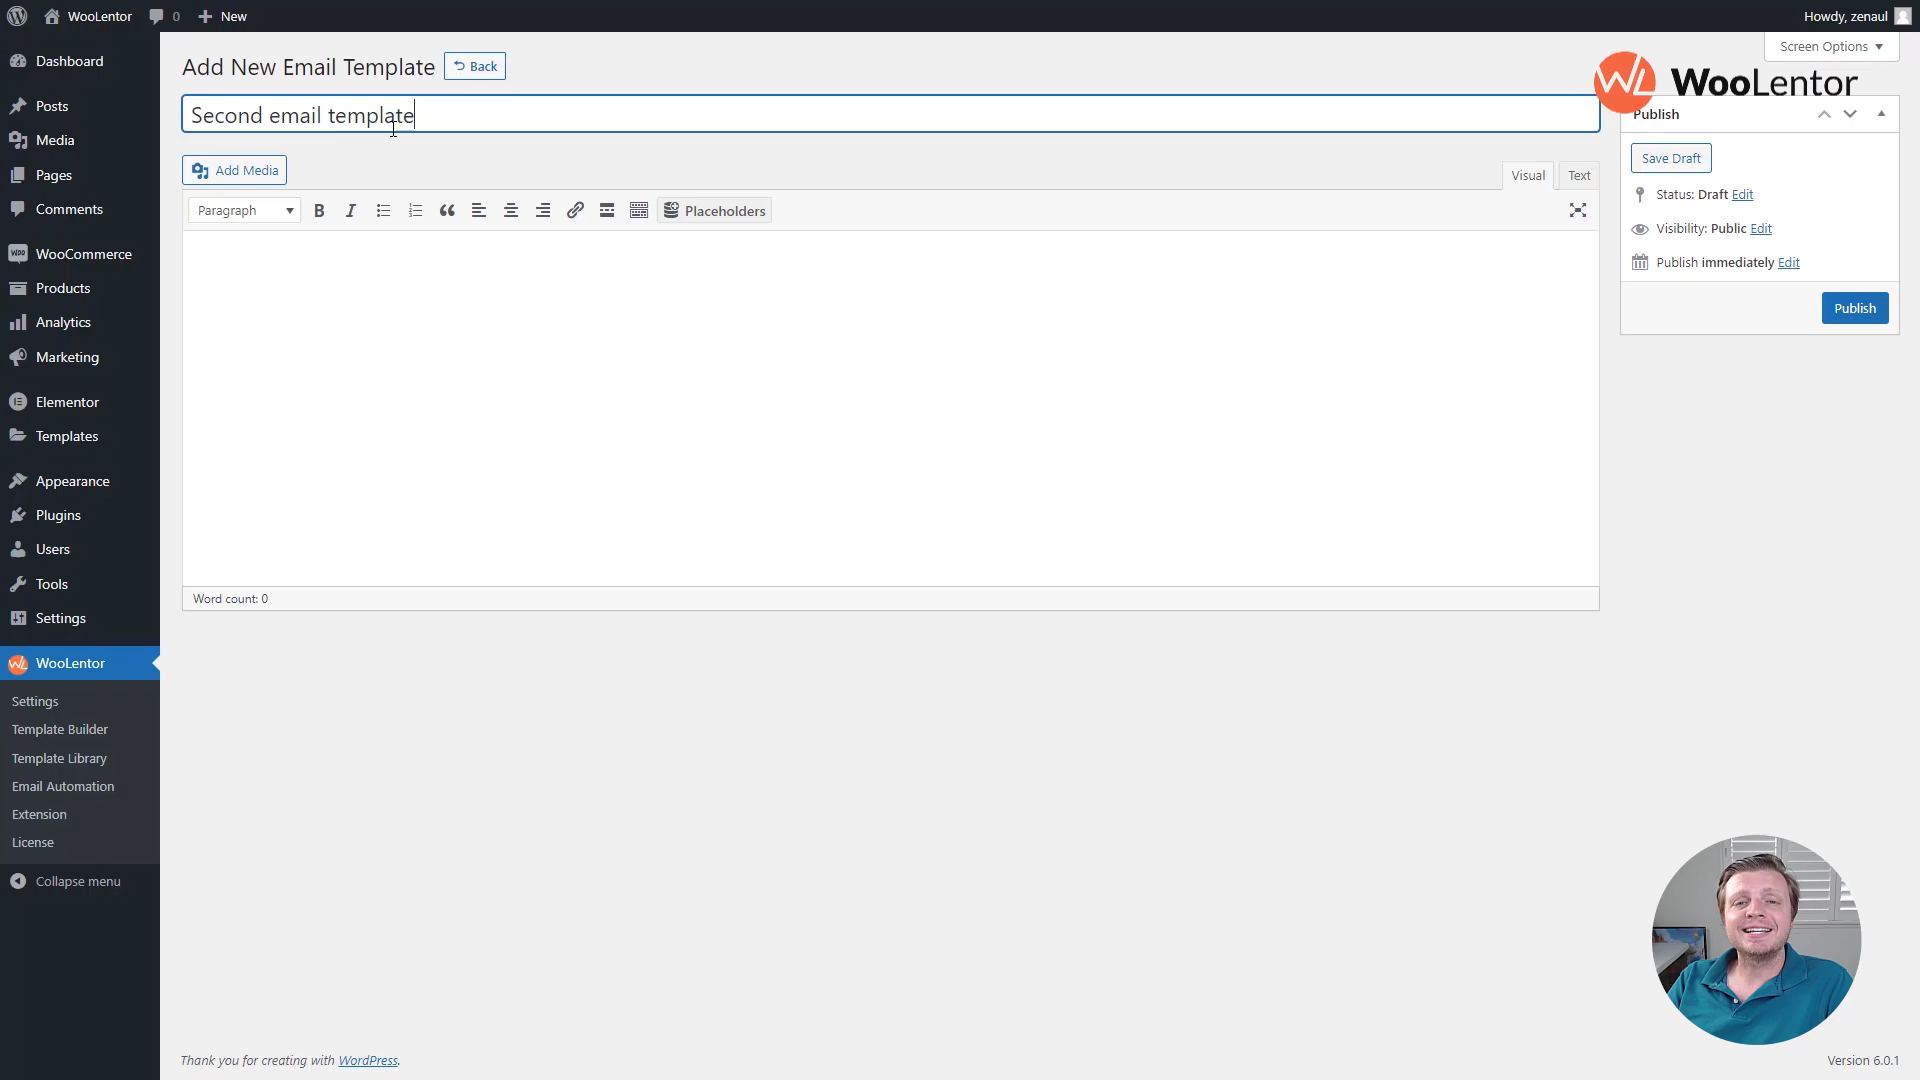 WooLentor
0
New
Howdy, zenaul
Screen Options
Dashboard
Posts
Media
Pages
Comments
WooCommerce
Products
Analytics
Marketing
Elementor
Templates
Appearance
Plugins
Users
Tools
Settings
WooLentor
Settings
Template Builder
Template Library
Email Automation
Extension
License
Collapse menu
Add New Email Template
Back
Second email template
Add Media
Visual
Text
Paragraph
Placeholders
Word count: 0
WooLentor
Publish
Save Draft
Status: Draft Edit
Visibility: Public Edit
Publish immediately Edit
Publish
Thank you for creating with WordPress.
Version 6.0.1